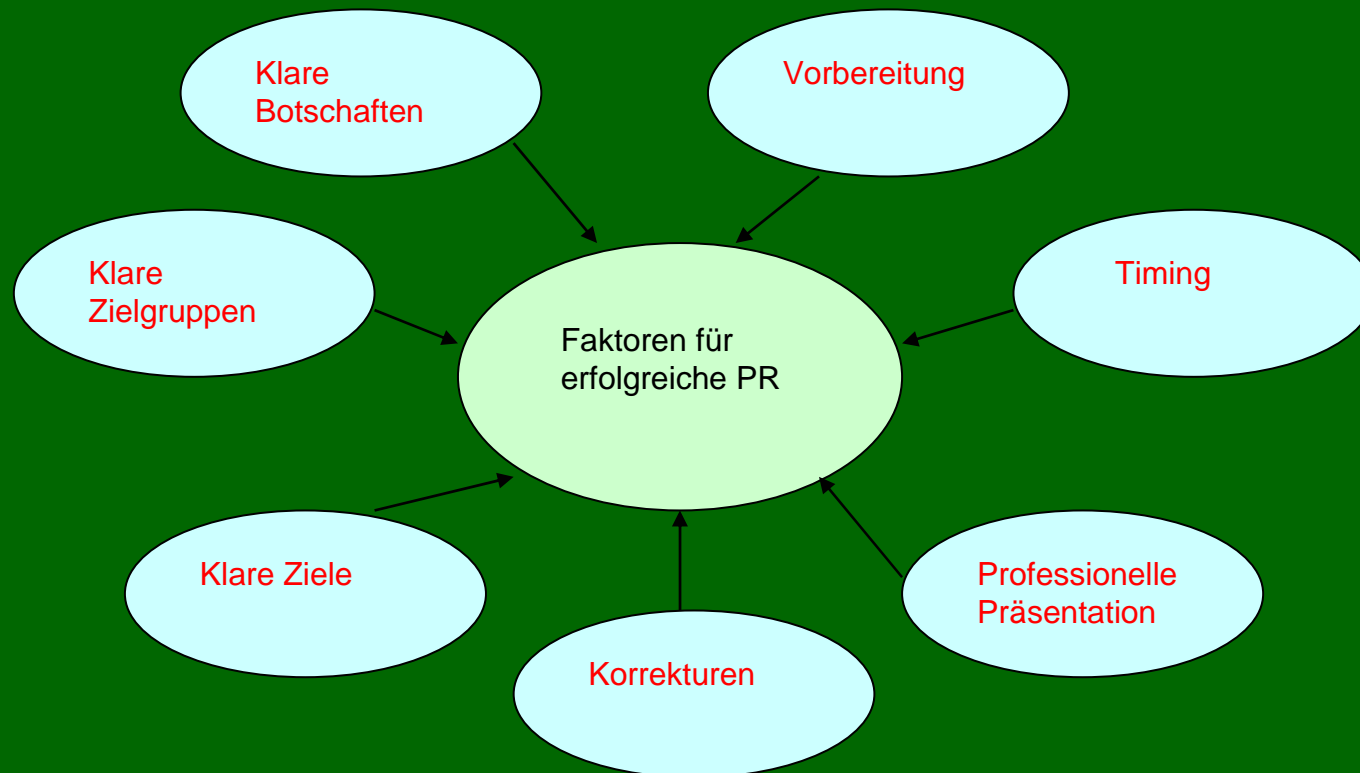 Klare
Botschaften
Vorbereitung
Klare
Zielgruppen
Timing
Faktoren für
erfolgreiche PR
Klare Ziele
Professionelle
Präsentation
Korrekturen